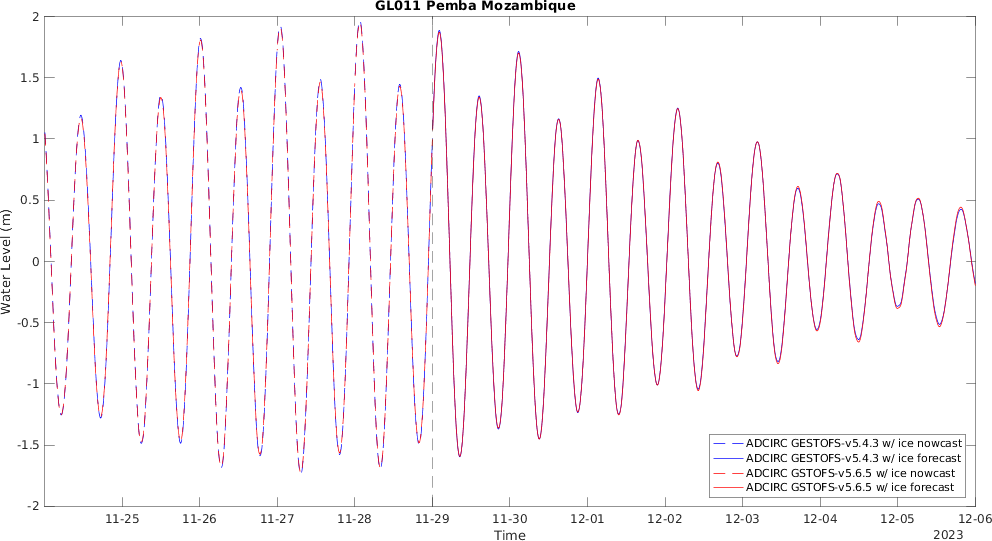 GL011 Pemba Mozambique
2
1.5
1
0.5
0
-0.5
-1
-1.5
-2
Water Level (m)
ADCIRC GESTOFS-v5.4.3 w/ ice nowcast
ADCIRC GESTOFS-v5.4.3 w/ ice forecast
ADCIRC GSTOFS-v5.6.5 w/ ice nowcast
ADCIRC GSTOFS-v5.6.5 w/ ice forecast
11-25 11-26 11-27 11-28 11-29 11-30 12-01 12-02 12-03 12-04 12-05 12-06
Time
2023